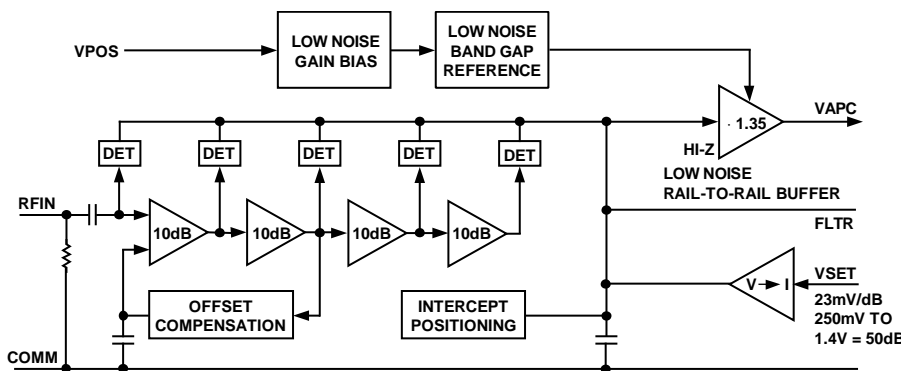 VPOS
LOW NOISE
GAIN BIAS
LOW NOISE
BAND GAP
REFERENCE
· 1.35
VAPC
HI-Z
LOW NOISE
RAIL-TO-RAIL BUFFER
DET
DET
DET
DET
DET
RFIN
10dB
10dB
10dB
10dB
FLTR
V
I
VSET
23mV/dB
250mV TO
1.4V = 50dB
OFFSET
COMPENSATION
INTERCEPT
POSITIONING
COMM